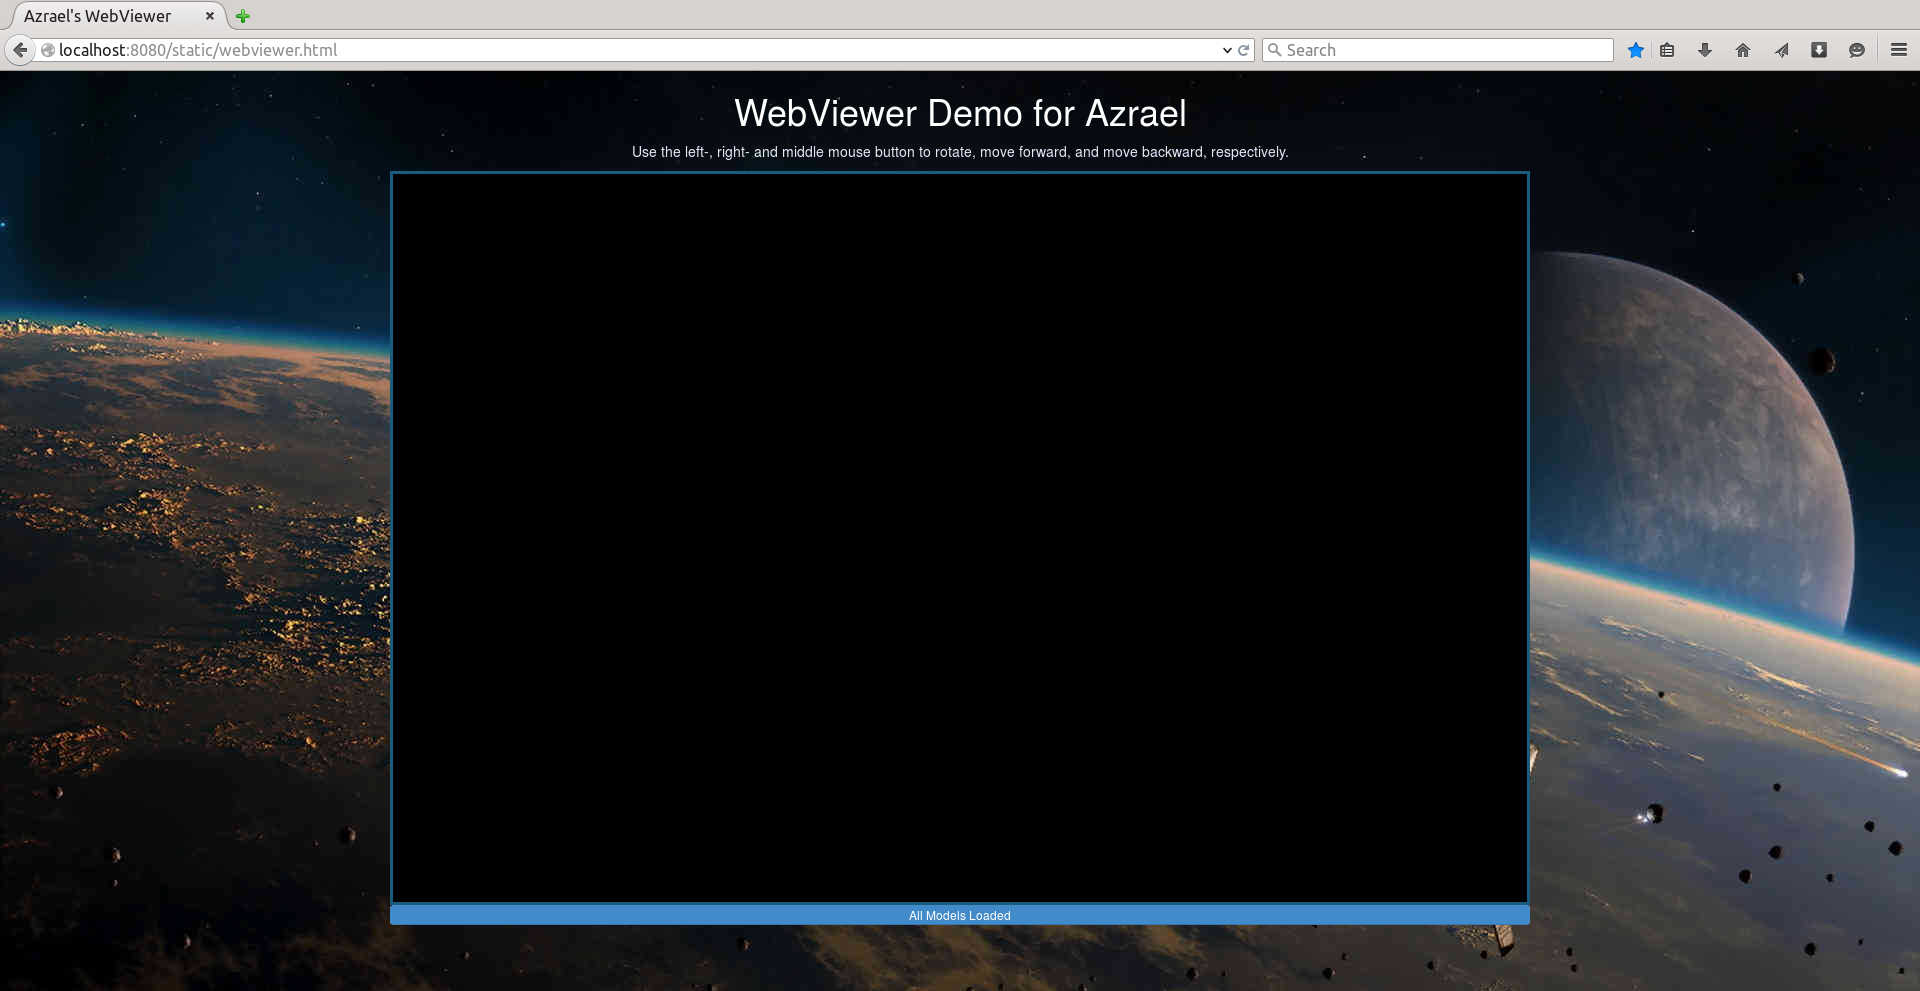 Azrael's WebViewer
localhost:8080/static/webviewer.html
Search
WebViewer Demo for Azrael
Use the left-, right- and middle mouse button to rotate, move forward, and move backward, respectively.
All Models Loaded